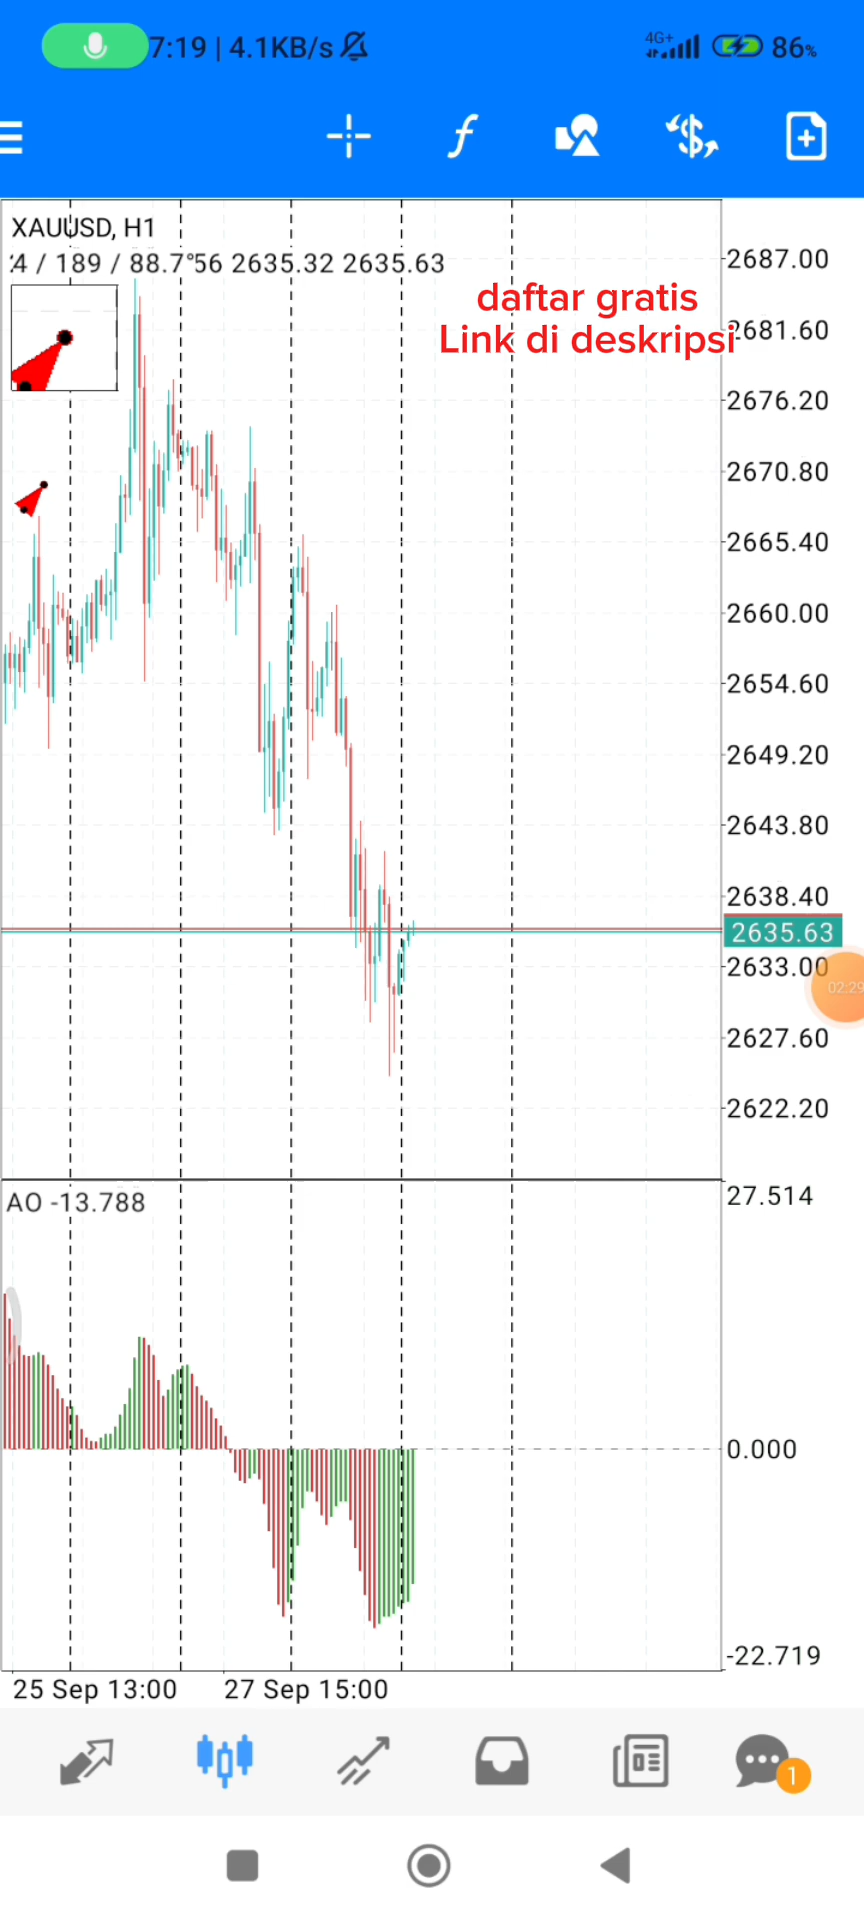 7:19 | 4.1KB/s
4G+
86%
XAUUSD, H1
4 / 189 / 88.7°56 2635.32 2635.63
daftar gratis
Link di deskripsi
2687.00
2681.60
2676.20
2670.80
2665.40
2660.00
2654.60
2649.20
2643.80
2638.40
2635.63
2633.00
02:29
2627.60
2622.20
AO -13.788
27.514
0.000
-22.719
25 Sep 13:00
27 Sep 15:00
1